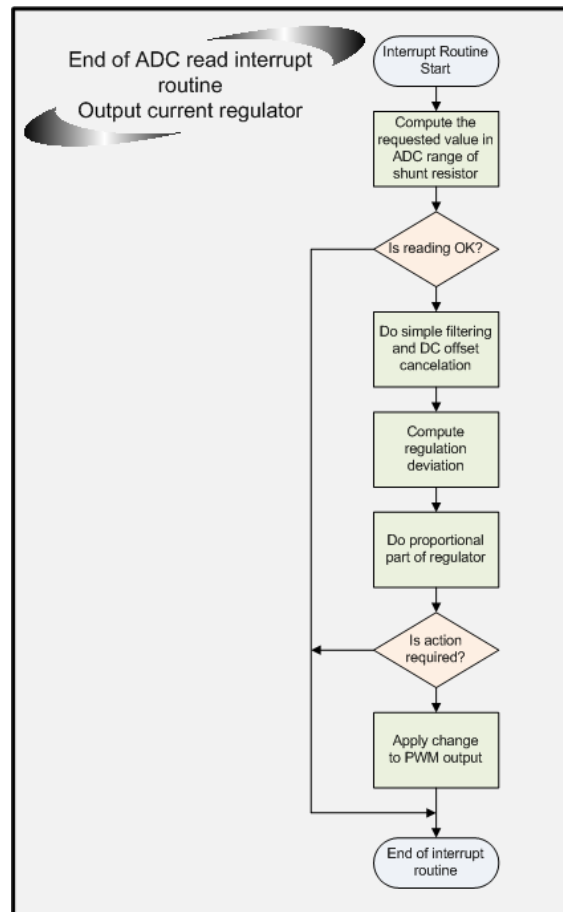 End of ADC read interrupt
routine
Output current regulator
Interrupt Routine
Start
Compute the
requested value in
ADC range of
shunt resistor
Is reading OK?
Do simple filtering
and DC offset
cancelation
Compute
regulation
deviation
Do proportional
part of regulator
Is action
required?
Apply change
to PWM output
End of interrupt
routine